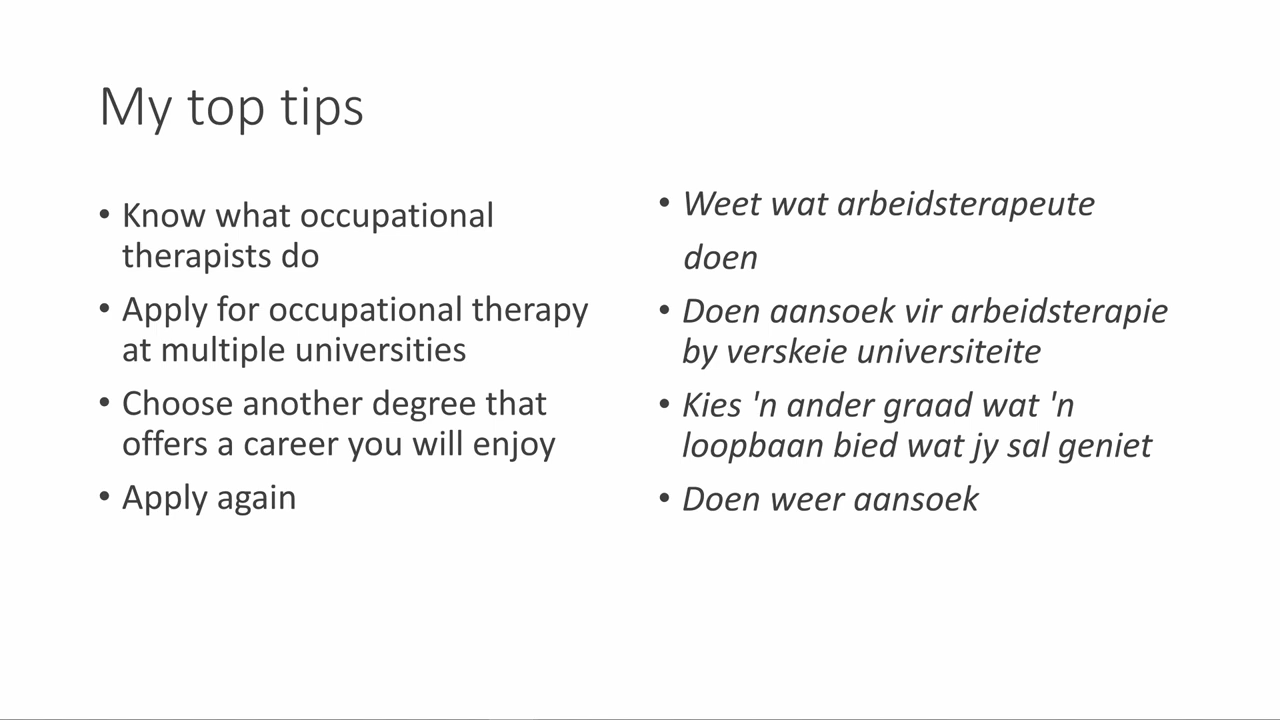 My top tips
• Know what occupational
therapists do
• Apply for occupational therapy
at multiple universities
• Choose another degree that
offers a career you will enjoy
• Apply again
• Weet wat arbeidsterapeute
doen
• Doen aansoek vir arbeidsterapie
by verskeie universiteite
• Kies 'n ander graad wat 'n
loopbaan bied wat jy sal geniet
• Doen weer aansoek